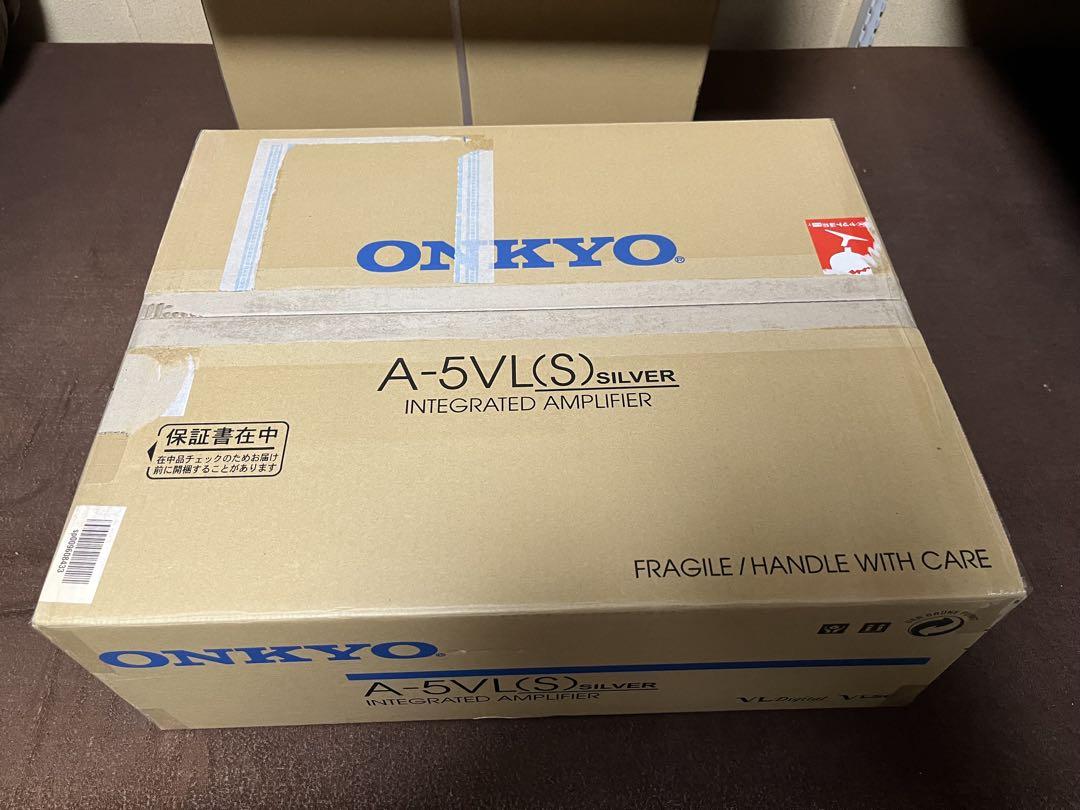 ONKYO®
A-5VL(S) SILVER
INTEGRATED AMPLIFIER
保証書在中
在中品チェックのためお届け
前に開梱することがあります
sp009608433
FRAGILE / HANDLE WITH CARE
ONKYO®
A-5VL(S) SILVER
INTEGRATED AMPLIFIER
VL Digital